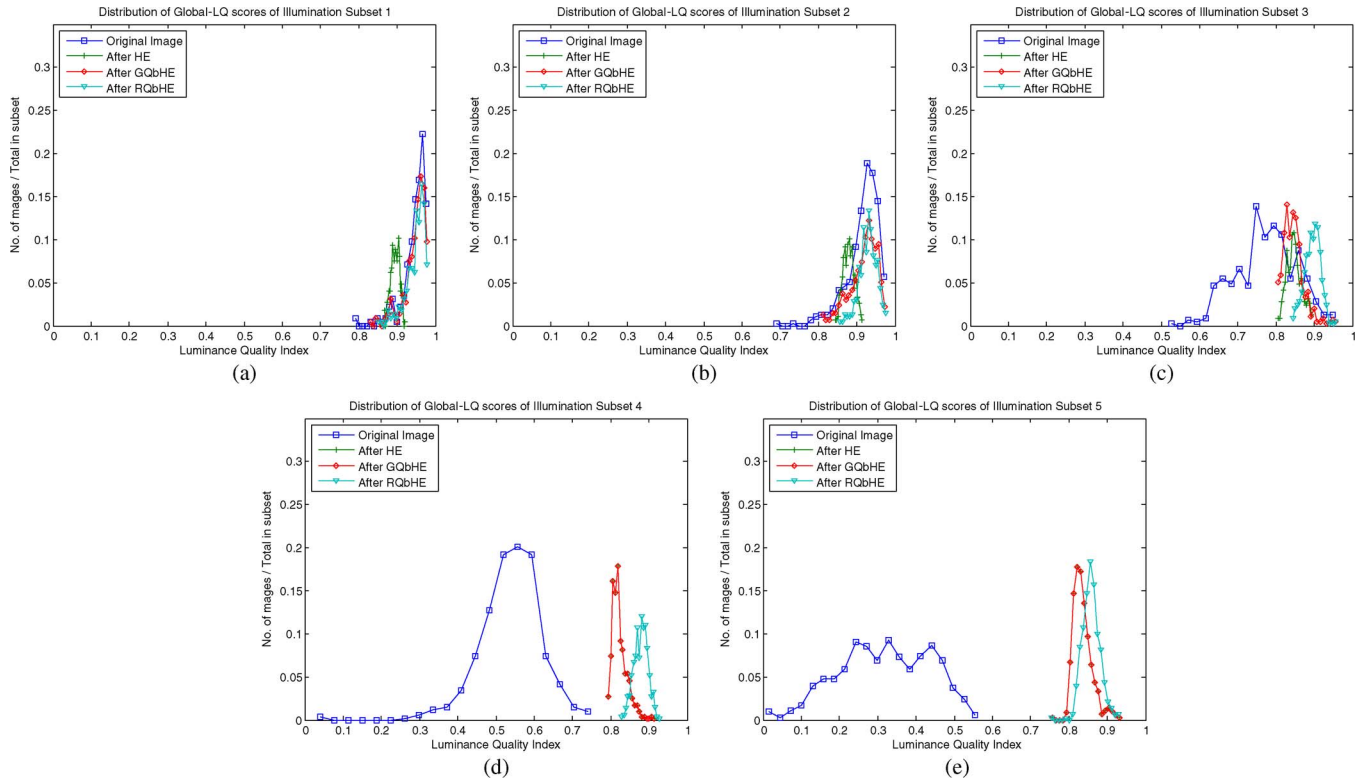 Distribution of Global-LQ scores of Illumination Subset 1
Original Image
After HE
After GQbHE
After RQbHE
No. of mages / Total in subset
0.3
0.25
0.2
0.15
0.1
0.05
0
0 0.1 0.2 0.3 0.4 0.5 0.6 0.7 0.8 0.9 1
Luminance Quality Index
(a)
Distribution of Global-LQ scores of Illumination Subset 2
Original Image
After HE
After GQbHE
After RQbHE
No. of mages / Total in subset
0.3
0.25
0.2
0.15
0.1
0.05
0
0 0.1 0.2 0.3 0.4 0.5 0.6 0.7 0.8 0.9 1
Luminance Quality Index
(b)
Distribution of Global-LQ scores of Illumination Subset 3
Original Image
After HE
After GQbHE
After RQbHE
No. of mages / Total in subset
0.3
0.25
0.2
0.15
0.1
0.05
0
0 0.1 0.2 0.3 0.4 0.5 0.6 0.7 0.8 0.9 1
Luminance Quality Index
(c)
Distribution of Global-LQ scores of Illumination Subset 4
Original Image
After HE
After GQbHE
After RQbHE
No. of mages / Total in subset
0.3
0.25
0.2
0.15
0.1
0.05
0
0 0.1 0.2 0.3 0.4 0.5 0.6 0.7 0.8 0.9 1
Luminance Quality Index
(d)
Distribution of Global-LQ scores of Illumination Subset 5
Original Image
After HE
After GQbHE
After RQbHE
No. of mages / Total in subset
0.3
0.25
0.2
0.15
0.1
0.05
0
0 0.1 0.2 0.3 0.4 0.5 0.6 0.7 0.8 0.9 1
Luminance Quality Index
(e)